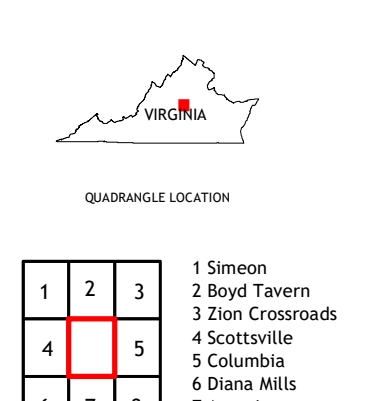 VIRGINIA
QUADRANGLE LOCATION
1 2 3
4 5
1 Simeon
2 Boyd Tavern
3 Zion Crossroads
4 Scottsville
5 Columbia
6 Diana Mills